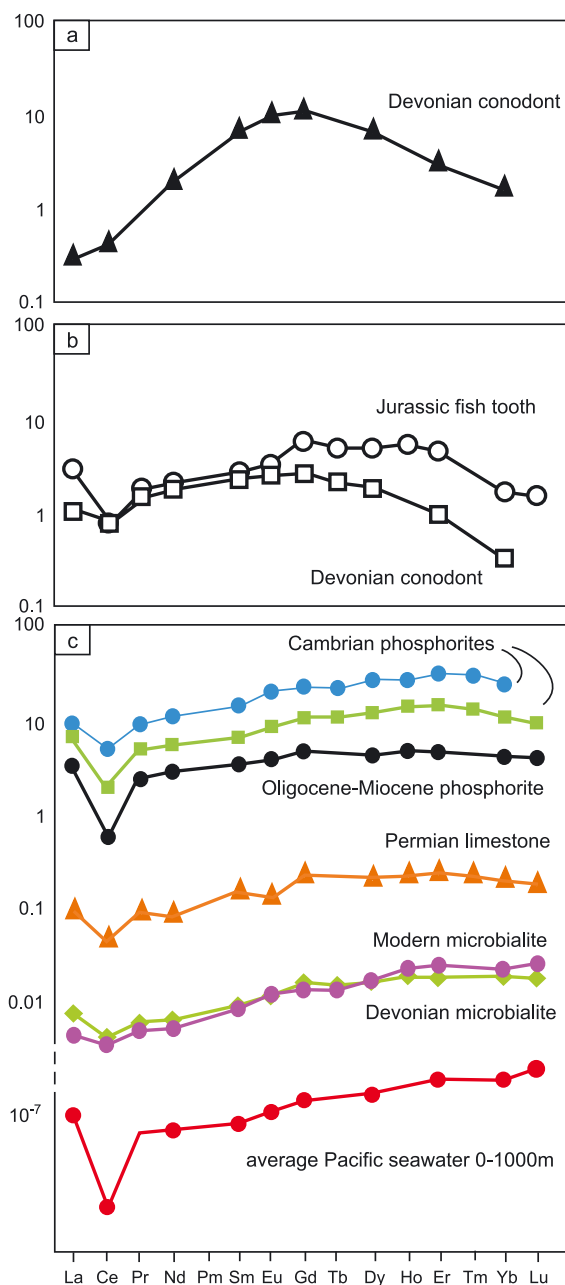 100
a
10
Devonian conodont
1
0.1
100
b
10
Jurassic fish tooth
1
Devonian conodont
0.1
100
c
Cambrian phosphorites
10
Oligocene-Miocene phosphorite
1
Permian limestone
0.1
Modern microbialite
0.01
Devonian microbialite
10⁻⁷
average Pacific seawater 0-1000m
La Ce Pr Nd Pm Sm Eu Gd Tb Dy Ho Er Tm Yb Lu